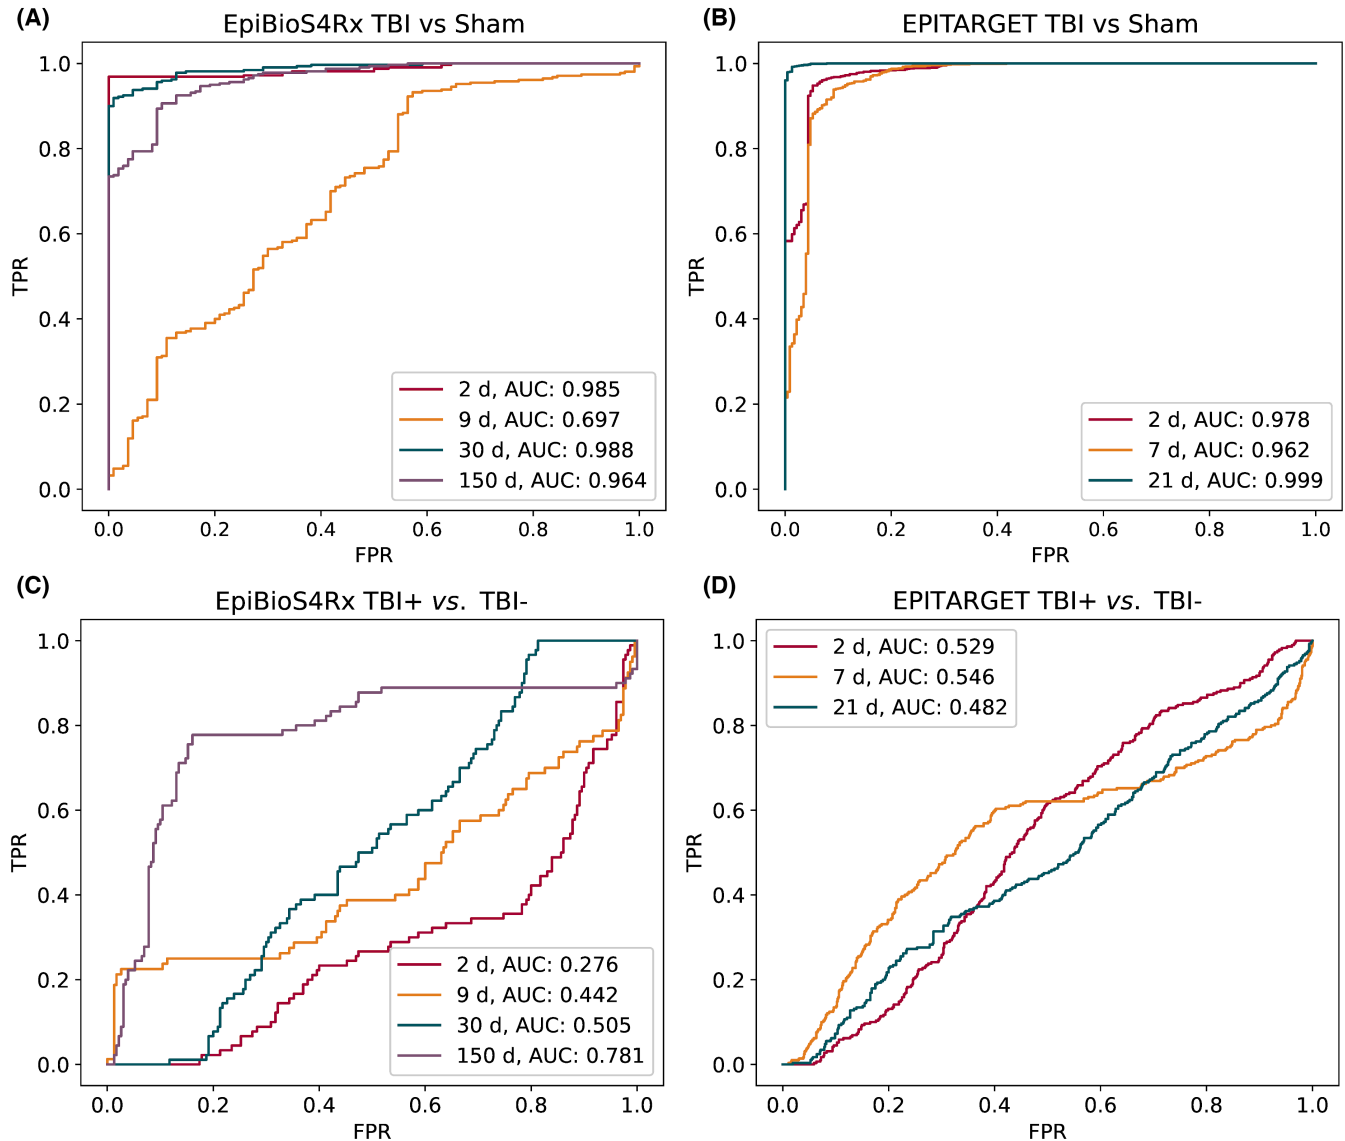 (A)
EpiBioS4Rx TBI vs Sham
1.0
0.8
0.6
0.4
0.2
0.0
TPR
0.0 0.2 0.4 0.6 0.8 1.0
FPR
2 d, AUC: 0.985
9 d, AUC: 0.697
30 d, AUC: 0.988
150 d, AUC: 0.964
(B)
EPITARGET TBI vs Sham
1.0
0.8
0.6
0.4
0.2
0.0
TPR
0.0 0.2 0.4 0.6 0.8 1.0
FPR
2 d, AUC: 0.978
7 d, AUC: 0.962
21 d, AUC: 0.999
(C)
EpiBioS4Rx TBI+ vs. TBI-
1.0
0.8
0.6
0.4
0.2
0.0
TPR
0.0 0.2 0.4 0.6 0.8 1.0
FPR
2 d, AUC: 0.276
9 d, AUC: 0.442
30 d, AUC: 0.505
150 d, AUC: 0.781
(D)
EPITARGET TBI+ vs. TBI-
1.0
0.8
0.6
0.4
0.2
0.0
TPR
0.0 0.2 0.4 0.6 0.8 1.0
FPR
2 d, AUC: 0.529
7 d, AUC: 0.546
21 d, AUC: 0.482